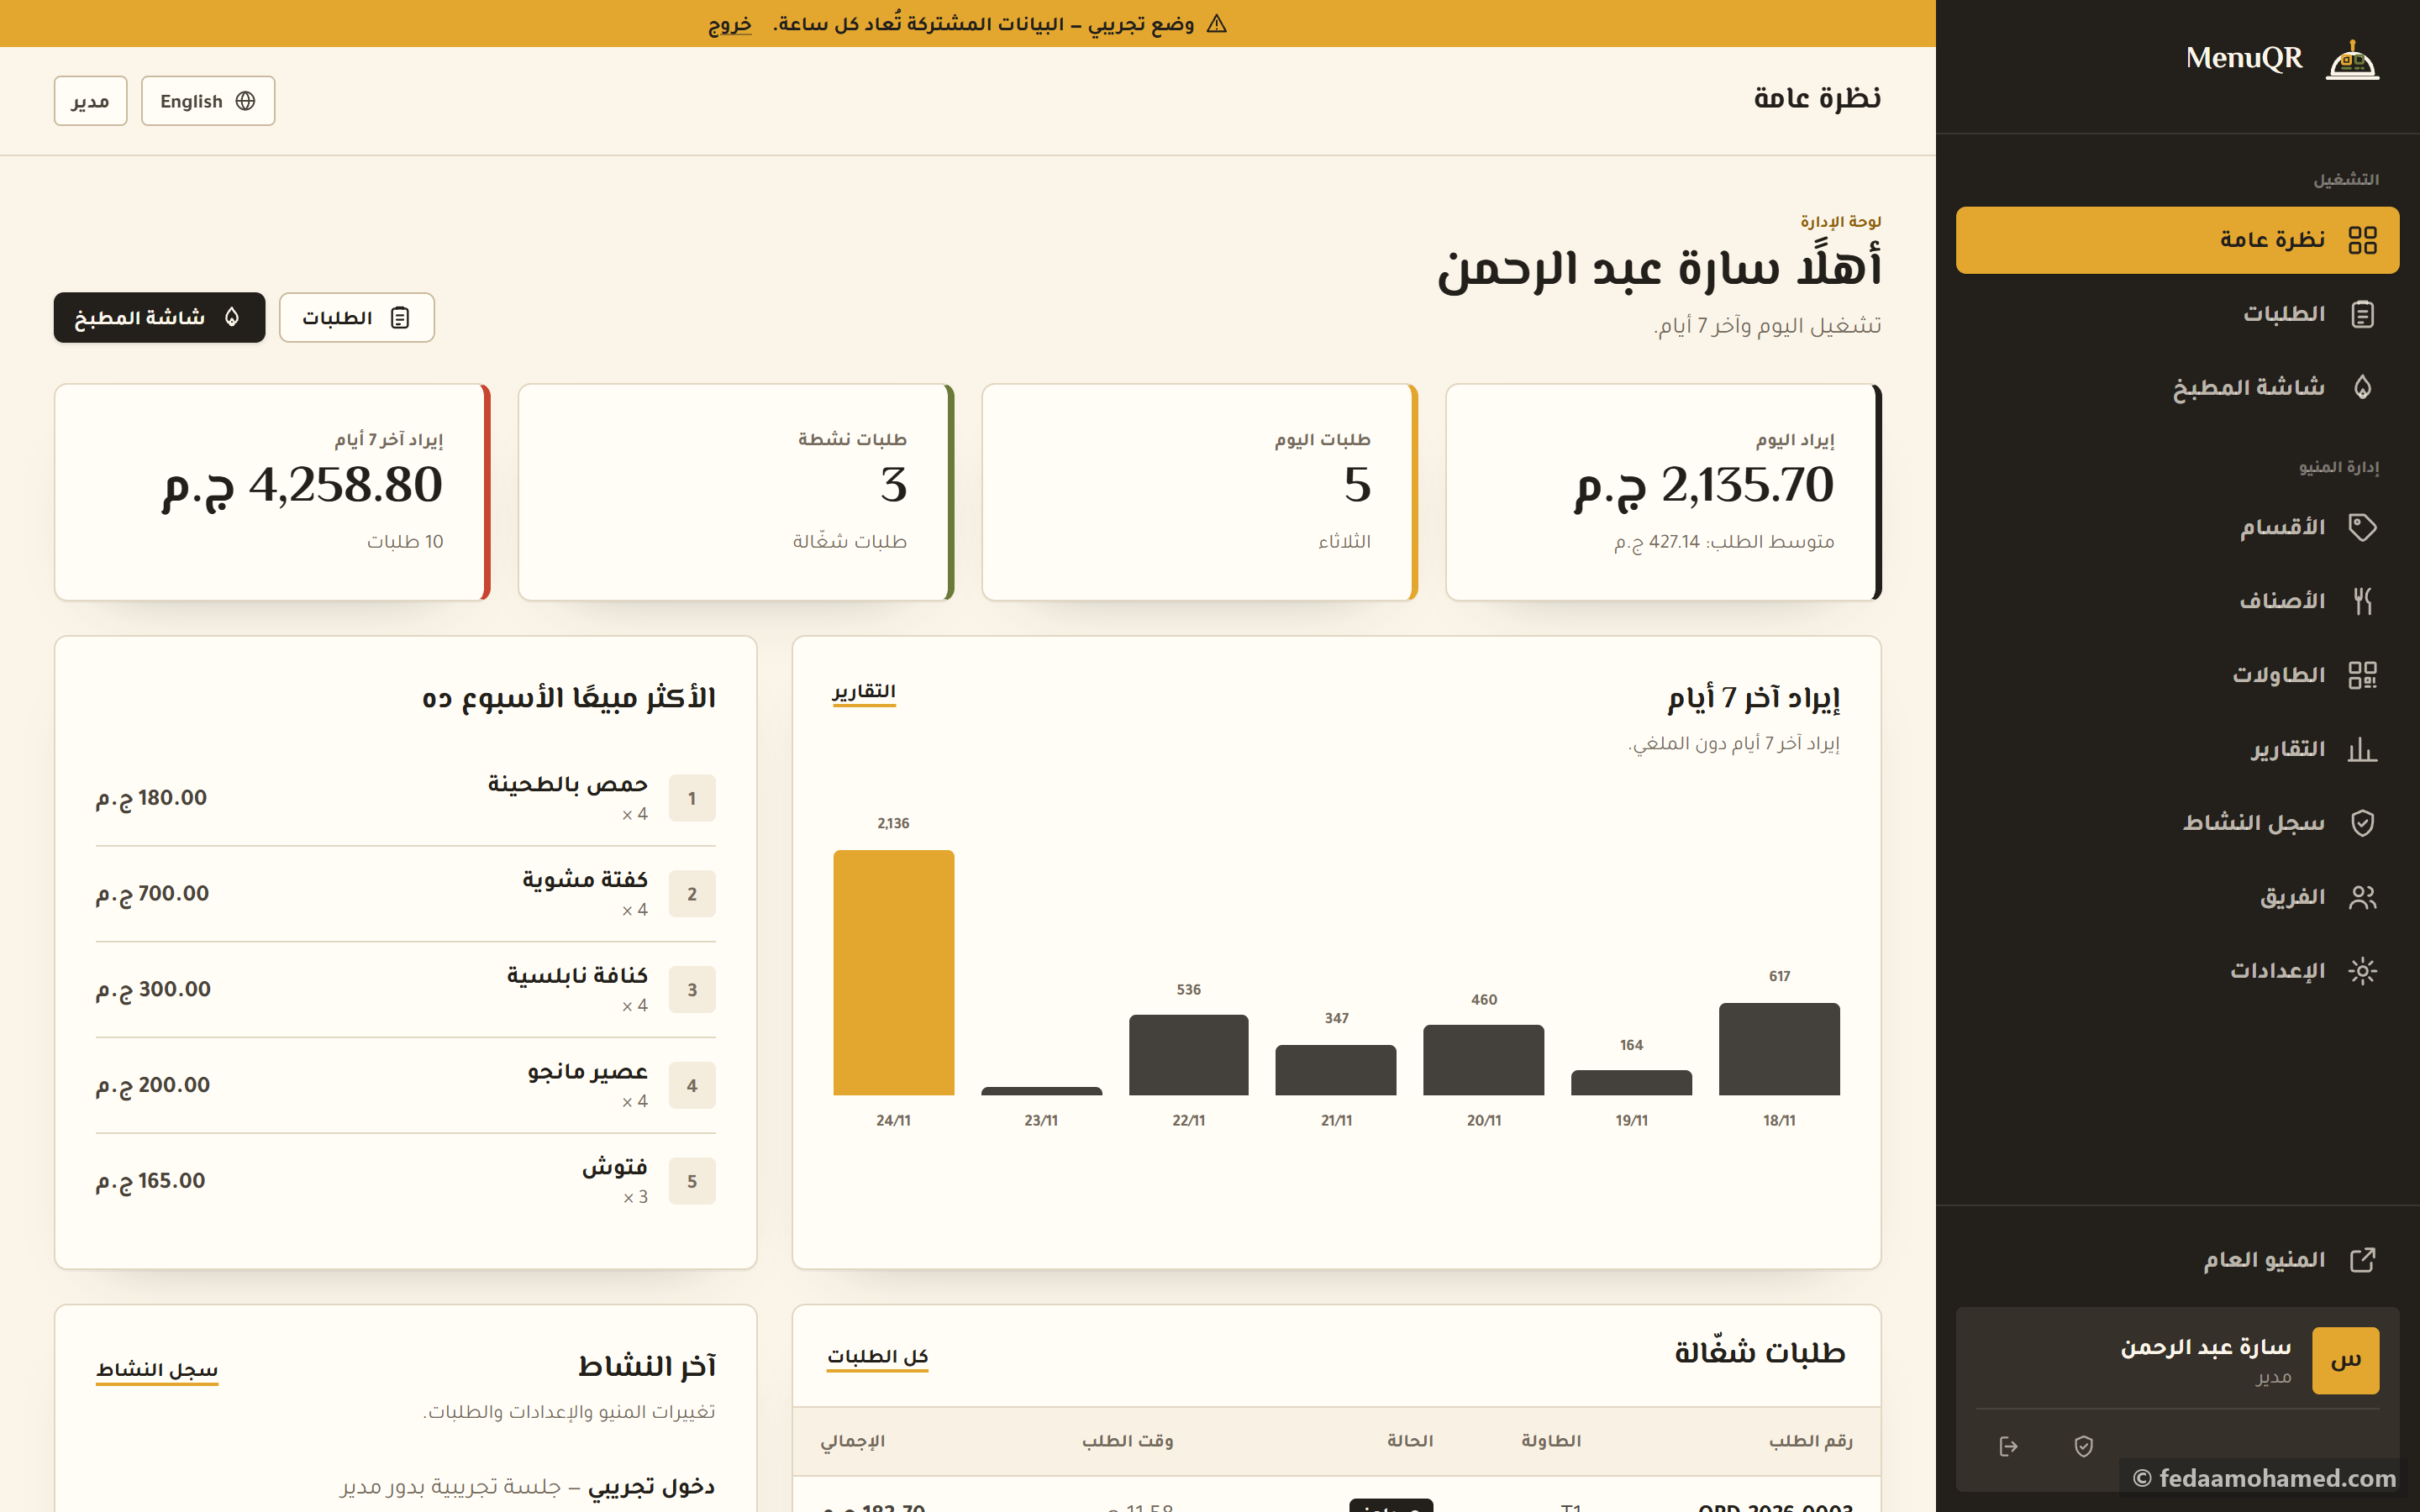 وضع تجريبي – البيانات المشتركة تُعاد كل ساعة. خروج
MenuQR
التشغيل
نظرة عامة
الطلبات
شاشة المطبخ
إدارة المنيو
الأقسام
الأصناف
الطاولات
التقارير
سجل النشاط
الفريق
الإعدادات
المنيو العام
س
سارة عبد الرحمن
مدير
نظرة عامة
English
مدير
لوحة الإدارة
أهلًا سارة عبد الرحمن
تشغيل اليوم وآخر 7 أيام.
الطلبات
شاشة المطبخ
إيراد اليوم
2,135.70 ج.م
متوسط الطلب: 427.14 ج.م
طلبات اليوم
5
الثلاثاء
طلبات نشطة
3
طلبات شغّالة
إيراد آخر 7 أيام
4,258.80 ج.م
10 طلبات
إيراد آخر 7 أيام
التقارير
إيراد آخر 7 أيام دون الملغي.
617
164
460
347
536
2,136
18/11
19/11
20/11
21/11
22/11
23/11
24/11
الأكثر مبيعًا الأسبوع ده
1
حمص بالطحينة
× 4
180.00 ج.م
2
كفتة مشوية
× 4
700.00 ج.م
3
كنافة نابلسية
× 4
300.00 ج.م
4
عصير مانجو
× 4
200.00 ج.م
5
فتوش
× 3
165.00 ج.م
طلبات شغّالة
كل الطلبات
رقم الطلب
الطاولة
الحالة
وقت الطلب
الإجمالي
آخر النشاط
سجل النشاط
تغييرات المنيو والإعدادات والطلبات.
دخول تجريبي – جلسة تجريبية بدور مدير
© fedaamohamed.com